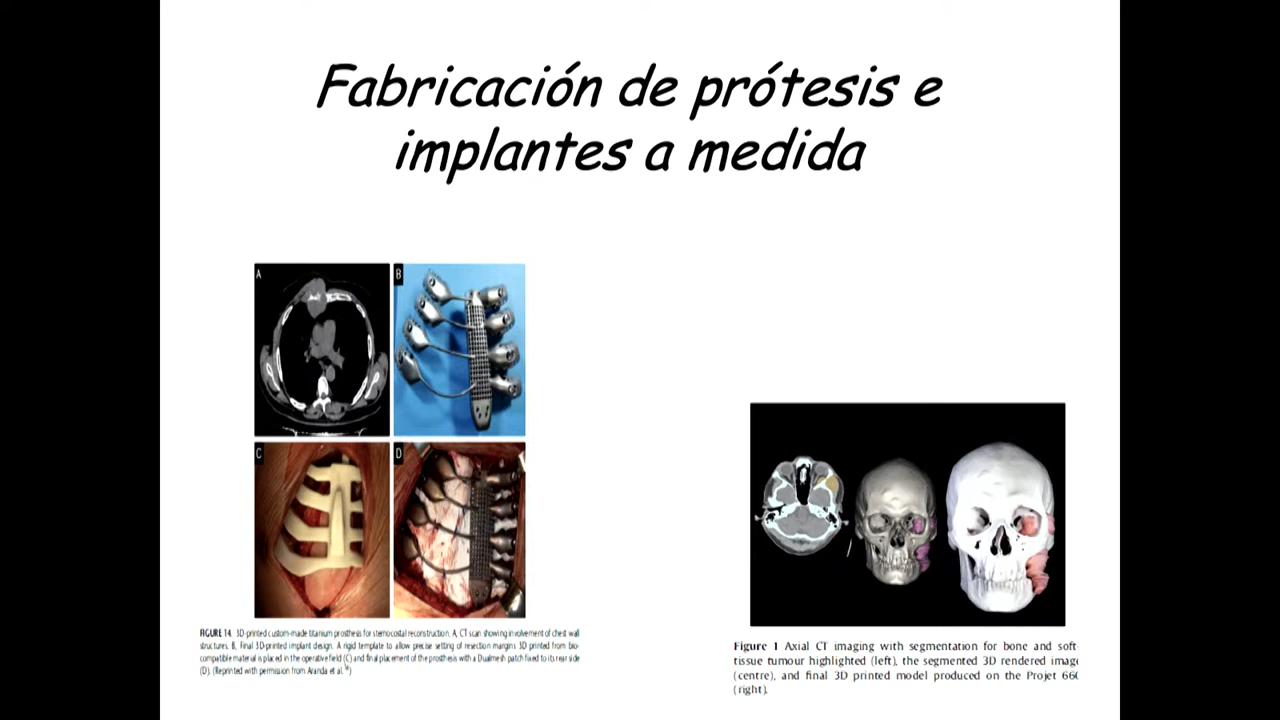 Fabricación de prótesis e
implantes a medida
A
B
C
D
FIGURE 14. 3D-printed custom-made titanium prosthesis for sternocostal reconstruction. A, CT scan showing involvement of chest wall
structures. B, Final 3D-printed implant design. A rigid template to allow precise setting of resection margins 3D printed from bio-
compatible material is placed in the operative field (C) and final placement of the prosthesis with a Dualmesh patch fixed to its rear side
(D). (Reprinted with permission from Aranda et al.)
Figure 1 Axial CT imaging with segmentation for bone and soft-
tissue tumour highlighted (left), the segmented 3D rendered image
(centre), and final 3D printed model produced on the Projet 660
(right).